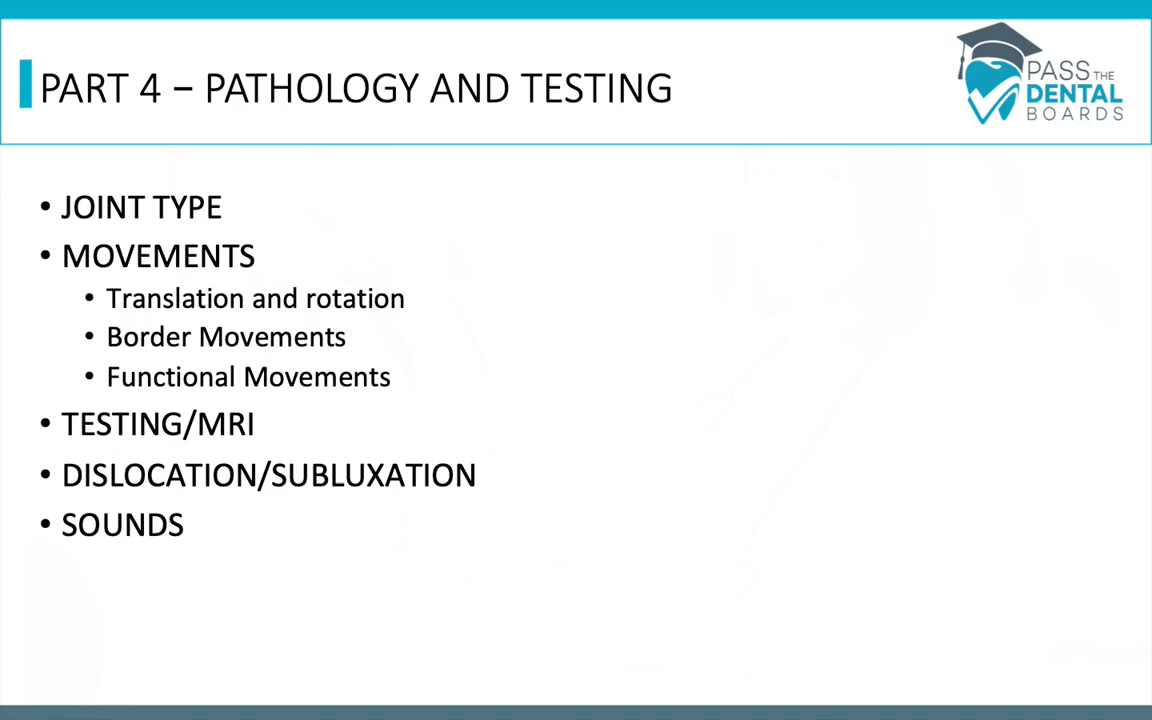 PART 4 – PATHOLOGY AND TESTING
PASS THE
DENTAL
BOARDS
• JOINT TYPE
• MOVEMENTS
• Translation and rotation
• Border Movements
• Functional Movements
• TESTING/MRI
• DISLOCATION/SUBLUXATION
• SOUNDS